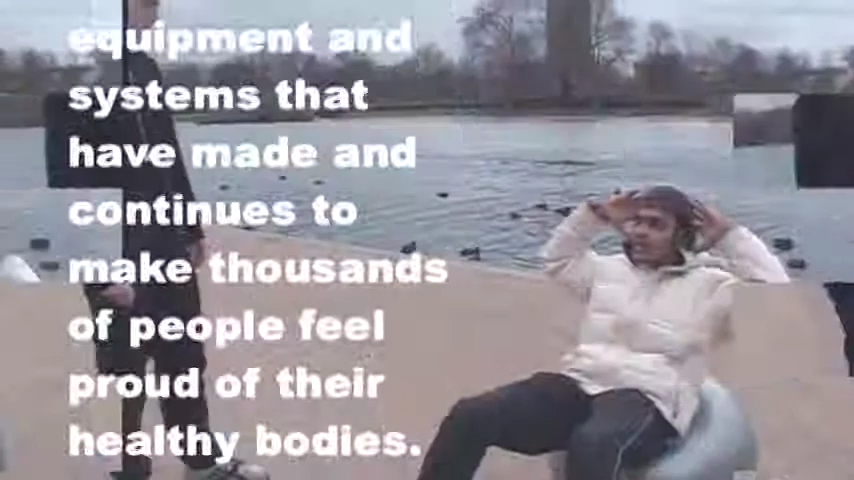 equipment and
systems that
have made and
continues to
make thousands
of people feel
proud of their
healthy bodies.